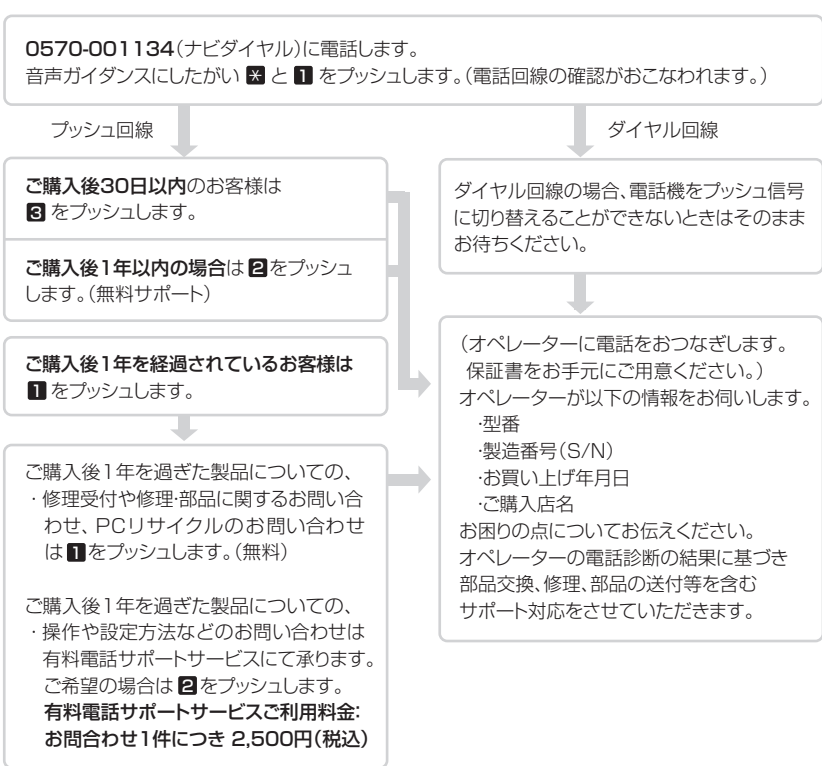 0570-001134(ナビダイヤル)に電話します。
音声ガイダンスにしたがい * と 1 をプッシュします。(電話回線の確認がおこなわれます。)
プッシュ回線
ダイヤル回線
ご購入後30日以内のお客様は
3 をプッシュします。
ご購入後1年以内の場合は 2 をプッシュ
します。(無料サポート)
ご購入後1年を経過されているお客様は
1 をプッシュします。
ご購入後1年を過ぎた製品についての、
・修理受付や修理・部品に関するお問い合
わせ、PCリサイクルのお問い合わせ
は 1 をプッシュします。(無料)
ご購入後1年を過ぎた製品についての、
・操作や設定方法などのお問い合わせは
有料電話サポートサービスにて承ります。
ご希望の場合は 2 をプッシュします。
有料電話サポートサービスご利用料金:
お問合わせ1件につき 2,500円(税込)
ダイヤル回線の場合、電話機をプッシュ信号
に切り替えることができないときはそのまま
お待ちください。
(オペレーターに電話をおつなぎします。
保証書をお手元にご用意ください。)
オペレーターが以下の情報をお伺いします。
・型番
・製造番号(S/N)
・お買い上げ年月日
・ご購入店名
お困りの点についてお伝えください。
オペレーターの電話診断の結果に基づき
部品交換、修理、部品の送付等を含む
サポート対応をさせていただきます。